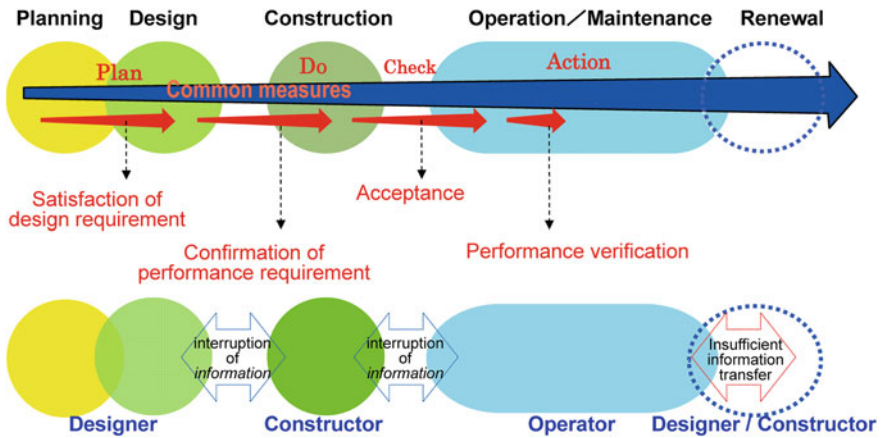 Planning Design Construction Operation／Maintenance Renewal
Plan Do Check Action
Common measures
Satisfaction of
design requirement
Acceptance
Confirmation of
performance requirement
Performance verification
interruption
of
information
interruption
of
information
Insufficient
information
transfer
Designer Constructor Operator Designer / Constructor